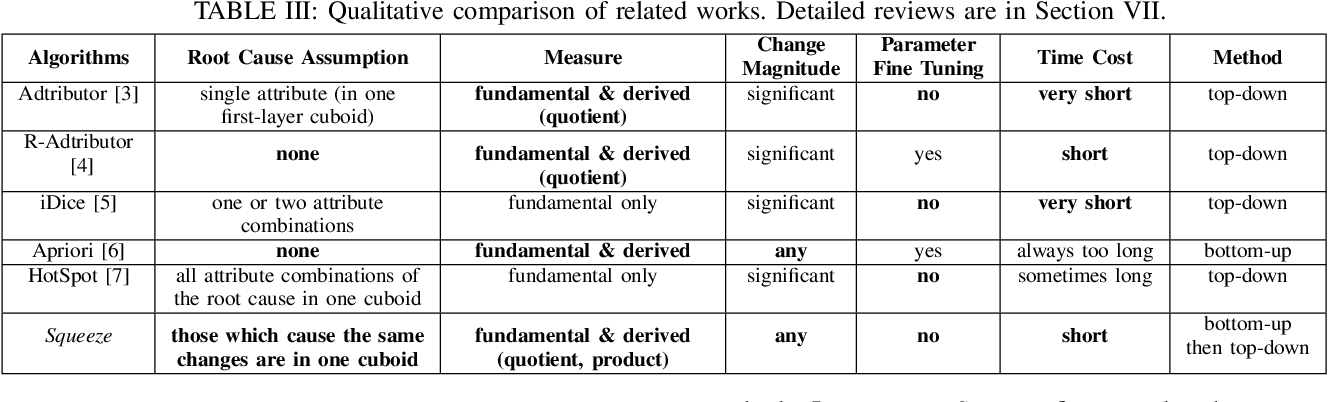 TABLE III: Qualitative comparison of related works. Detailed reviews are in Section VII.
Algorithms Root Cause Assumption Measure Change Magnitude Parameter Fine Tuning Time Cost Method
Adtributor [3] single attribute (in one first-layer cuboid) fundamental & derived (quotient) significant no very short top-down
R-Adtributor [4] none fundamental & derived (quotient) significant yes short top-down
iDice [5] one or two attribute combinations fundamental only significant no very short top-down
Apriori [6] none fundamental & derived any yes always too long bottom-up
HotSpot [7] all attribute combinations of the root cause in one cuboid fundamental only significant no sometimes long top-down
Squeeze those which cause the same changes are in one cuboid fundamental & derived (quotient, product) any no short bottom-up then top-down